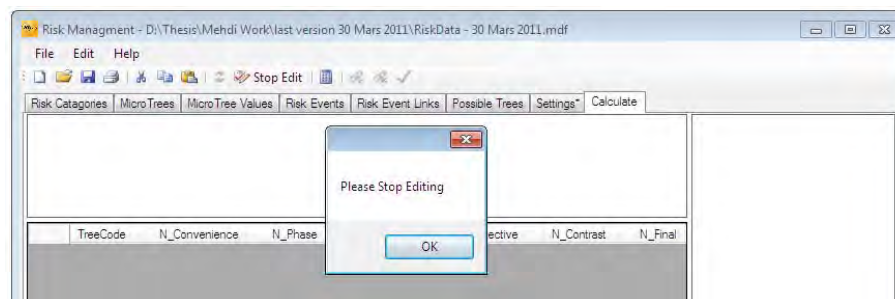 Risk Managment - D:\Thesis\Mehdi Work\last version 30 Mars 2011\RiskData - 30 Mars 2011.mdf
File Edit Help
Stop Edit
Risk Catagories MicroTrees MicroTree Values Risk Events Risk Event Links Possible Trees Settings* Calculate
Please Stop Editing
OK
TreeCode N_Convenience N_Phase ective N_Contrast N_Final